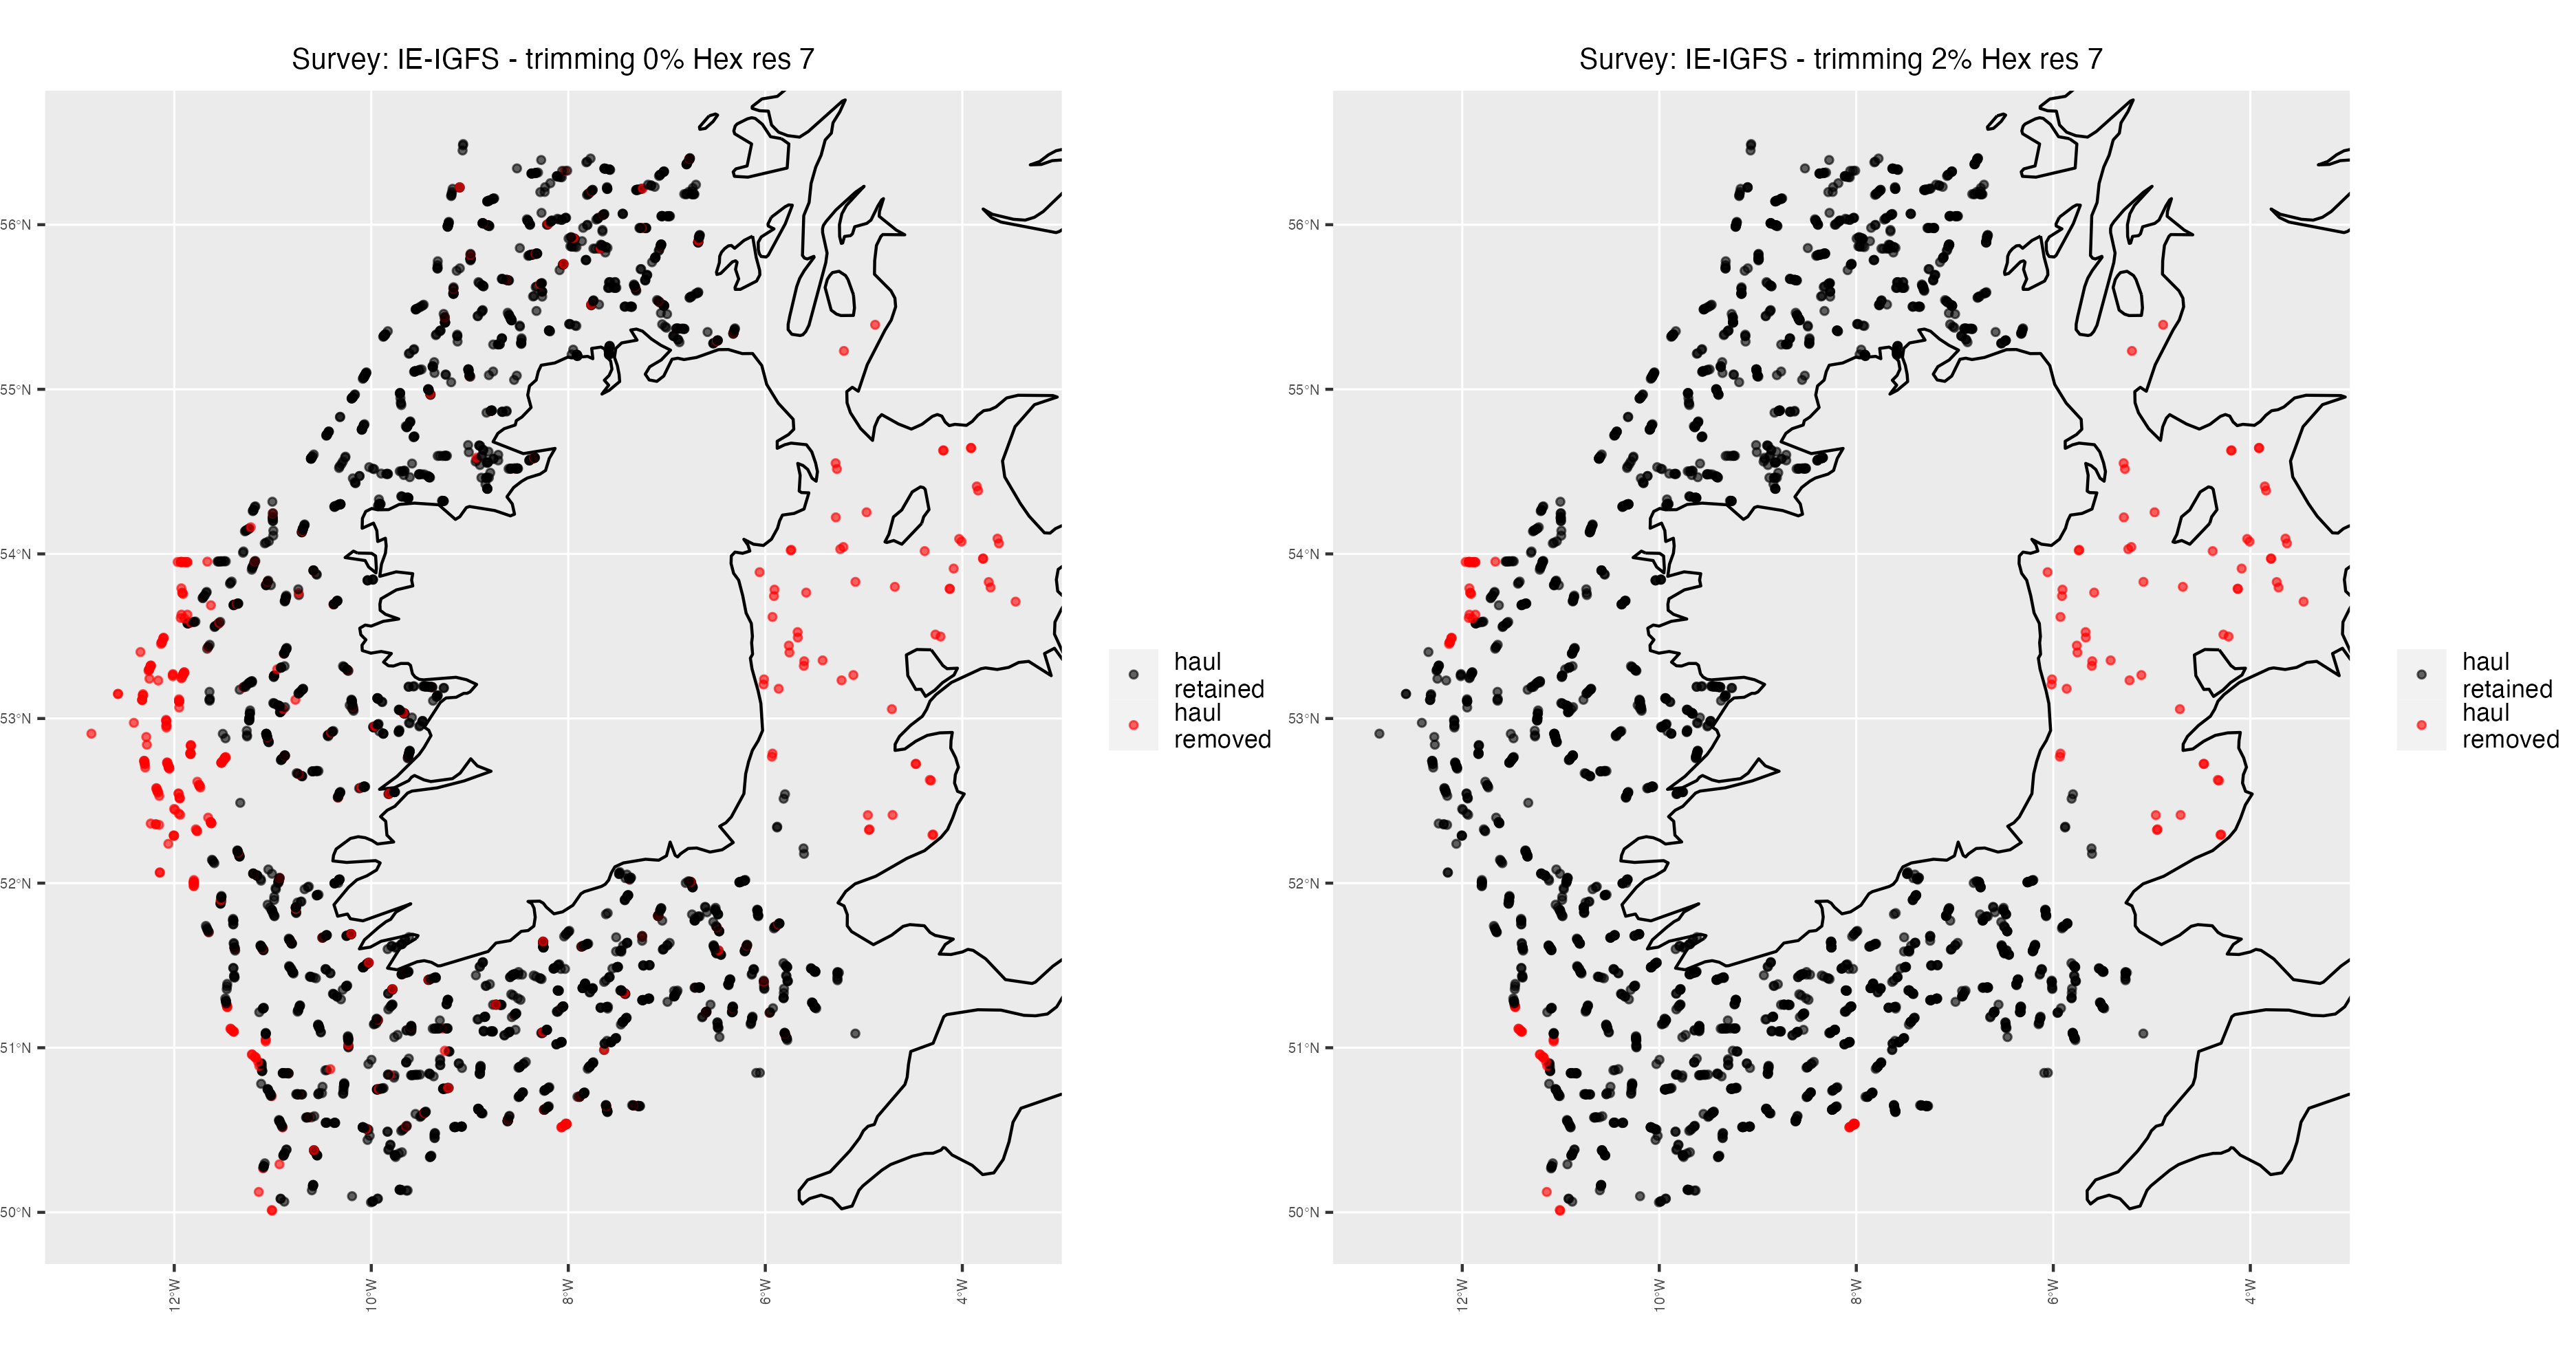 Survey: IE-IGFS - trimming 0% Hex res 7
56°N
55°N
54°N
53°N
52°N
51°N
50°N
12°W
10°W
8°W
6°W
4°W
haul
retained
haul
removed
Survey: IE-IGFS - trimming 2% Hex res 7
56°N
55°N
54°N
53°N
52°N
51°N
50°N
12°W
10°W
8°W
6°W
4°W
haul
retained
haul
removed